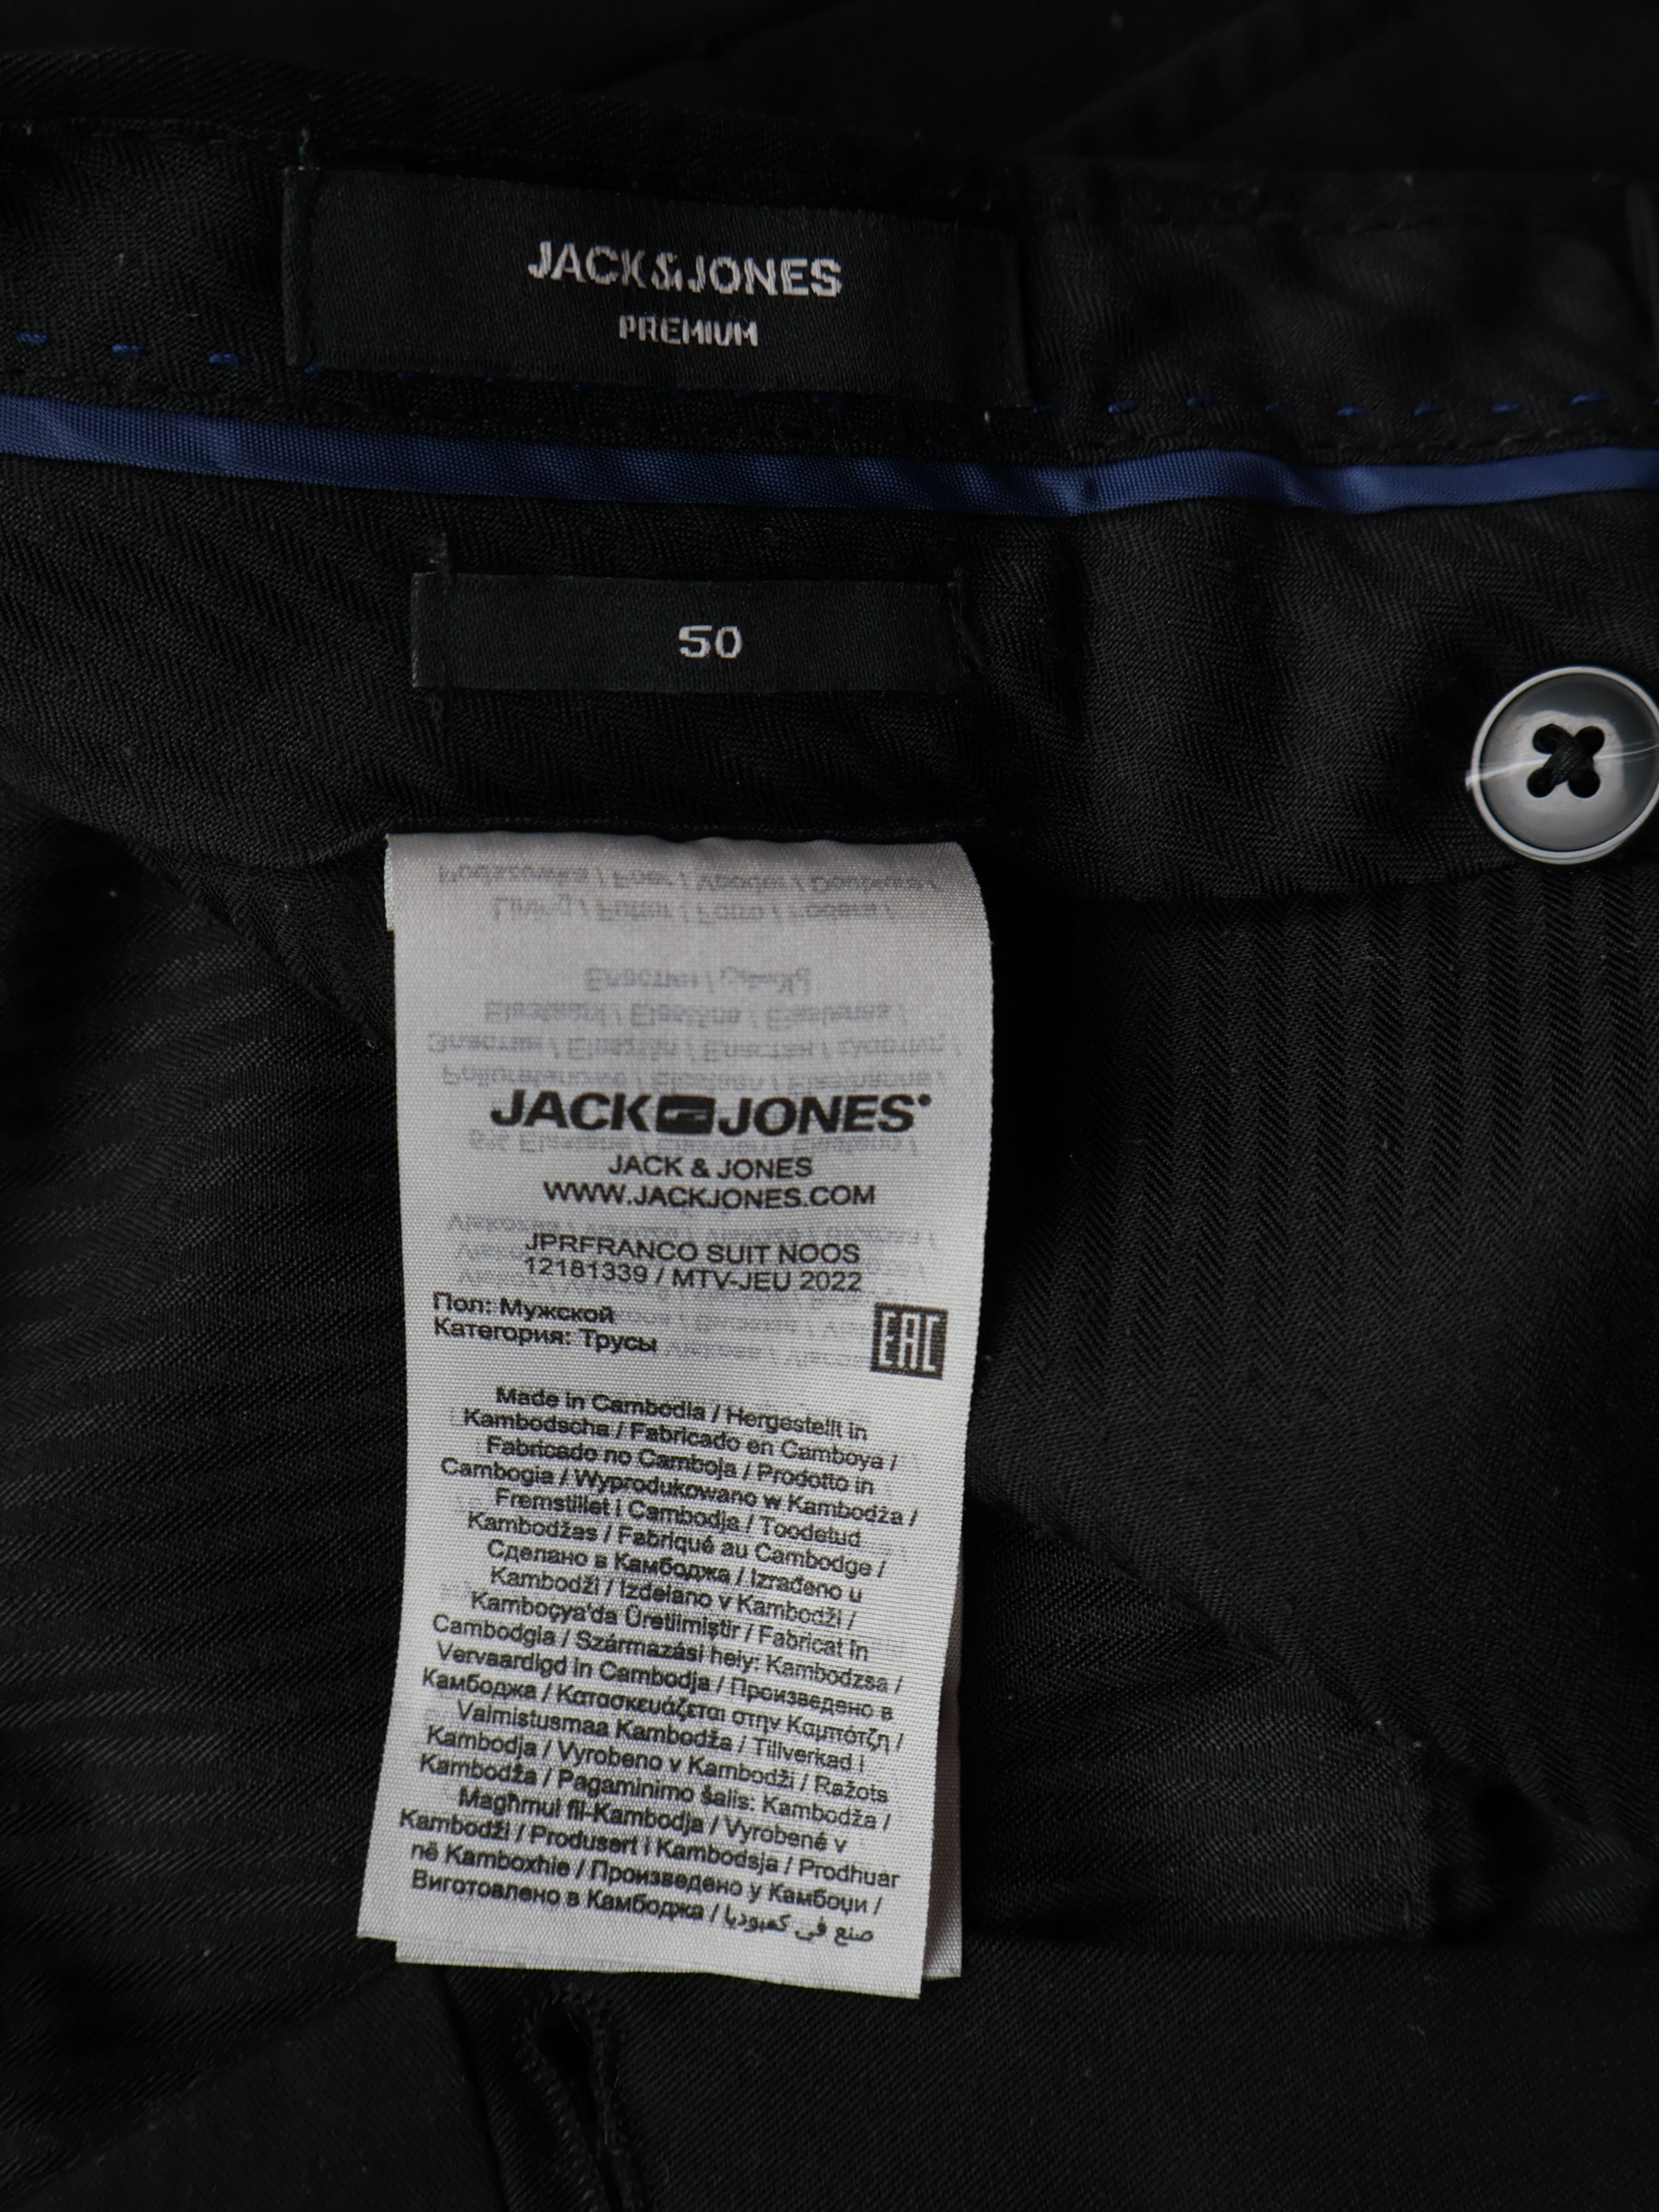 JACK&JONES
PREMIUM
50
JACK JONES
JACK & JONES
WWW.JACKJONES.COM
JPRFRANCO SUIT NOOS
12181339 / MTV-JEU 2022
Пол: Мужской
Категория: Трусы
EAC
Made in Cambodia / Hergestellt in
Kambodscha / Fabricado en Camboya /
Fabricado no Camboja / Prodotto in
Cambogia / Wyprodukowano w Kambodża /
Fremstillet i Cambodja / Toodetud
Kambodžas / Fabriqué au Cambodge /
Сделано в Камбоджа / Izrađeno u
Kambodži / Izdelano v Kambodži /
Kamboçya'da Üretilmiştir / Fabricat în
Cambodgia / Származási hely: Kambodzsa /
Vervaardigd in Cambodja / Произведено в
Камбоджа / Κατασκευάζεται στην Καμπότζη /
Valmistusmaa Kambodža / Tillverkad i
Kambodja / Vyrobeno v Kambodži / Ražots
Kambodža / Pagaminimo šalis: Kambodža /
Magħmul fil-Kambodja / Vyrobené v
Kambodži / Produsert i Kambodsja / Prodhuar
në Kamboxhie / Произведено у Камбоџи /
Виготовлено в Камбоджа / صنع في كمبوديا